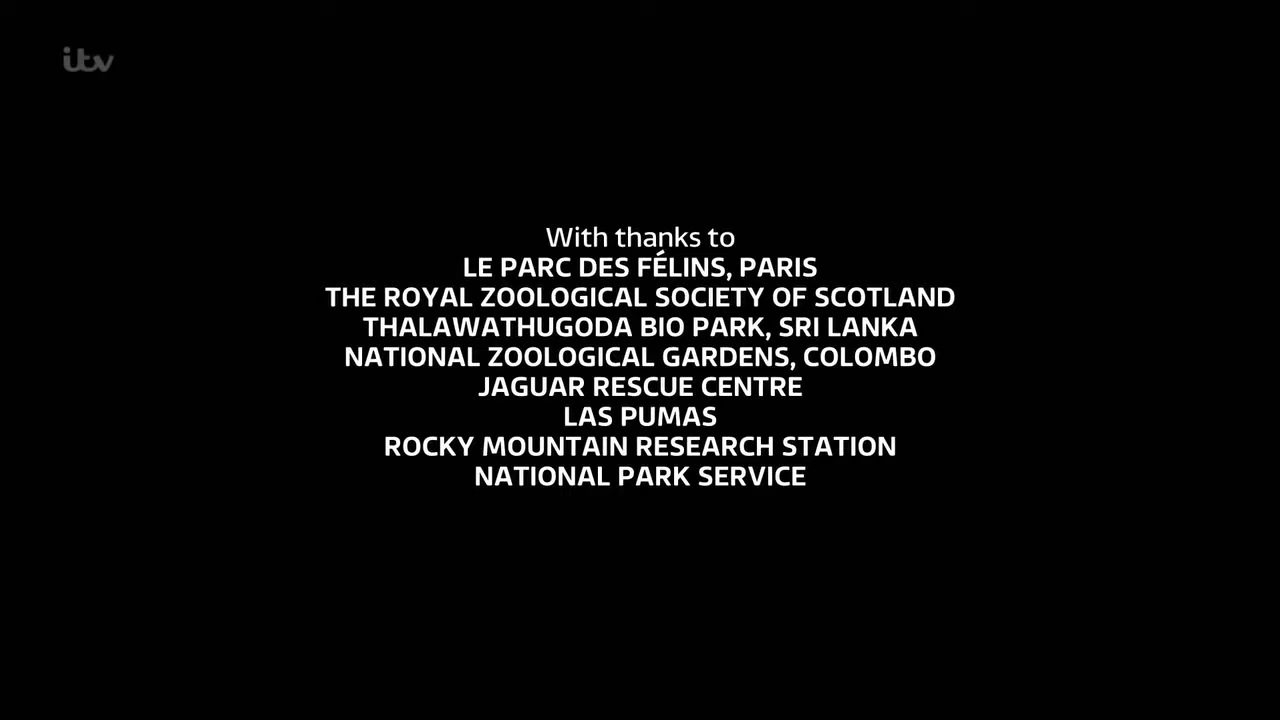 itv
With thanks to
LE PARC DES FÉLINS, PARIS
THE ROYAL ZOOLOGICAL SOCIETY OF SCOTLAND
THALAWATHUGODA BIO PARK, SRI LANKA
NATIONAL ZOOLOGICAL GARDENS, COLOMBO
JAGUAR RESCUE CENTRE
LAS PUMAS
ROCKY MOUNTAIN RESEARCH STATION
NATIONAL PARK SERVICE